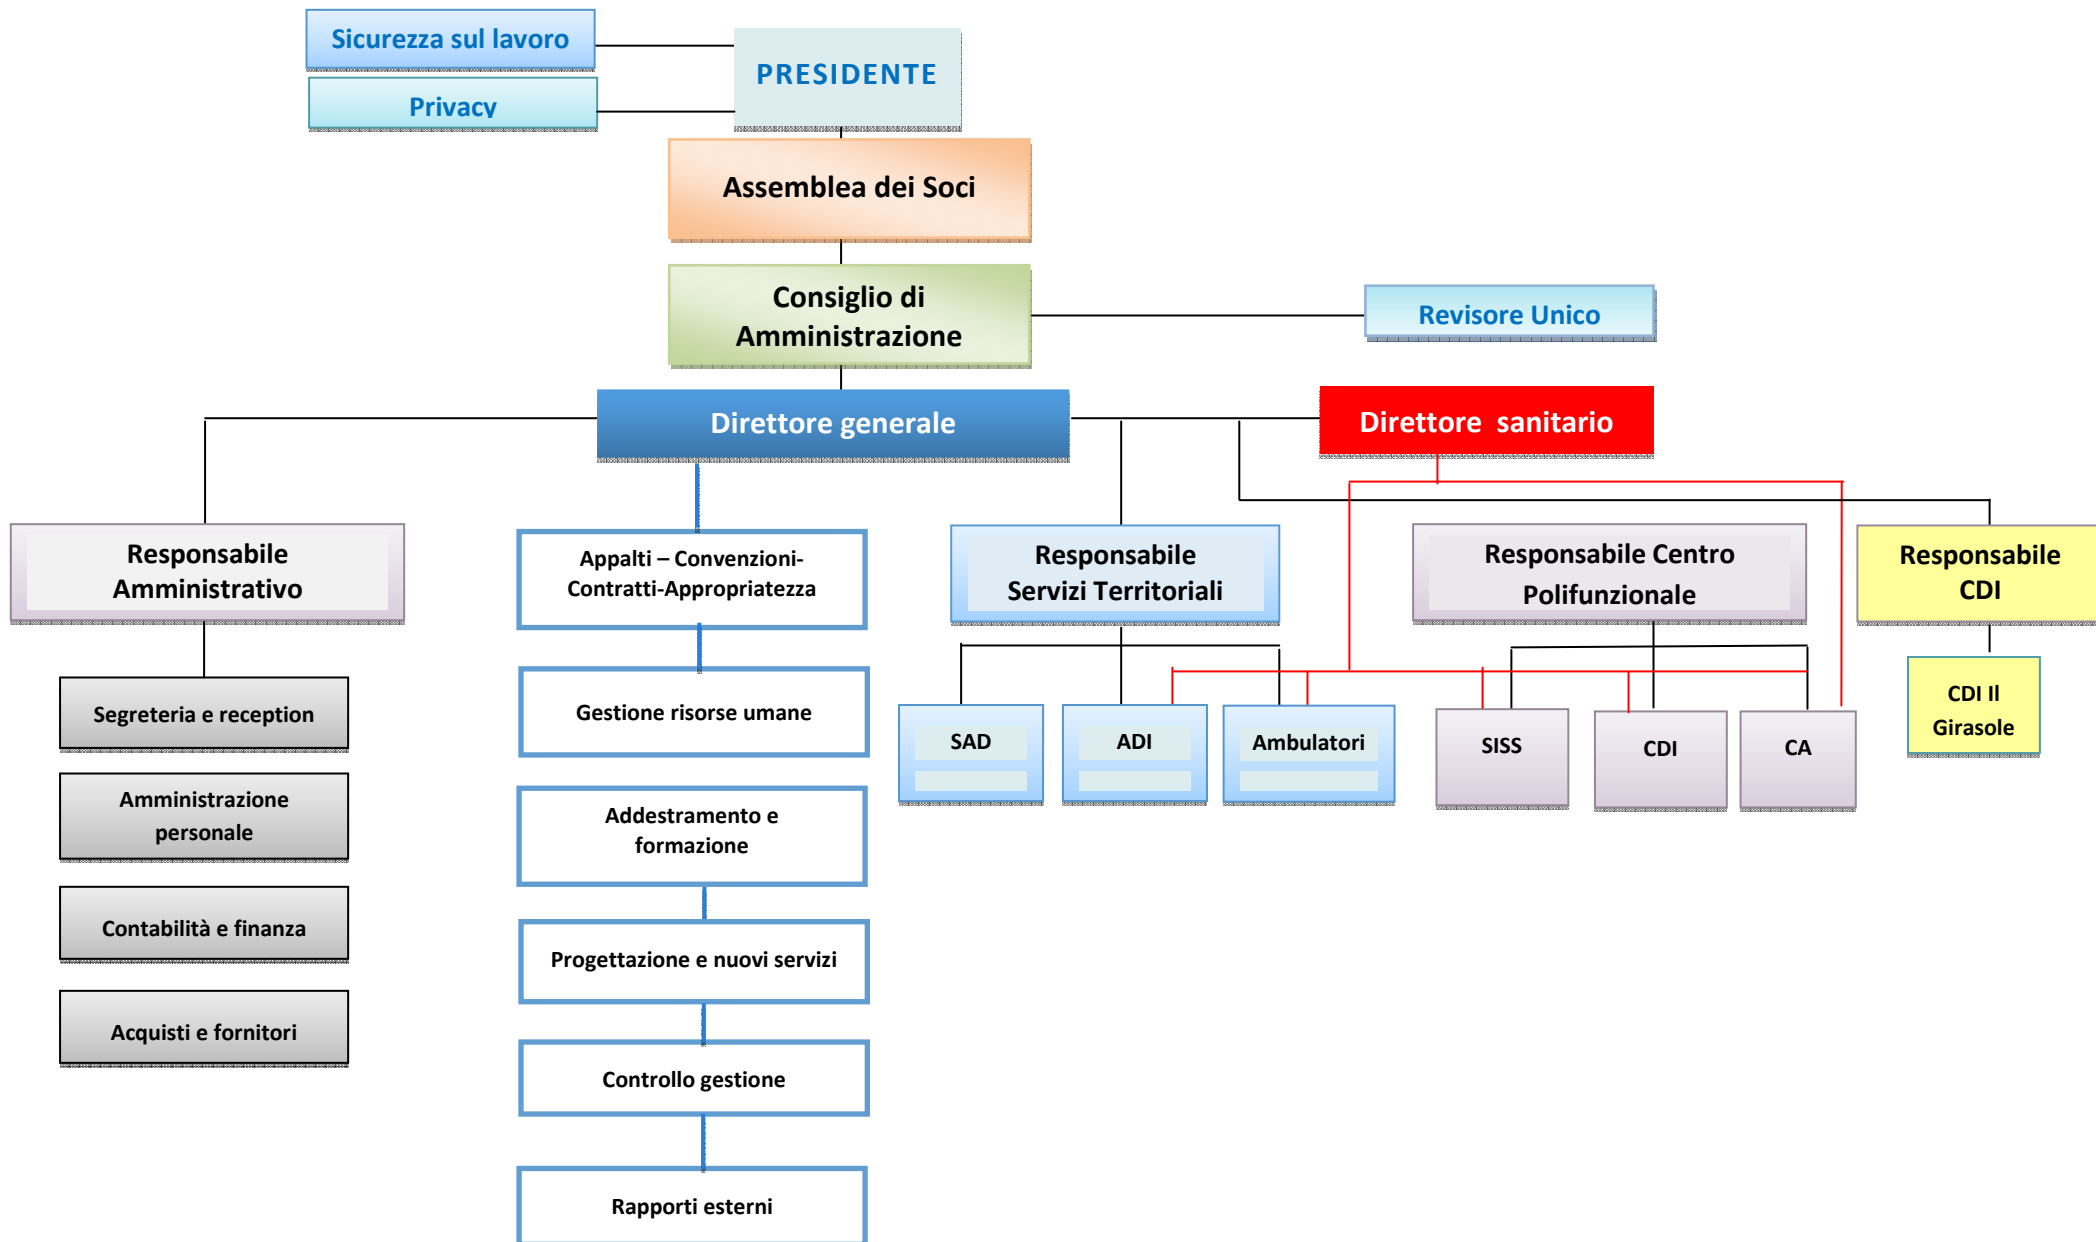 Sicurezza sul lavoro
PRESIDENTE
Privacy
Assemblea dei Soci
Consiglio di
Amministrazione
Revisore Unico
Direttore generale
Direttore sanitario
Responsabile
Amministrativo
Segreteria e reception
Amministrazione
personale
Contabilità e finanza
Acquisti e fornitori
Appalti – Convenzioni-
Contratti-Appropriatezza
Gestione risorse umane
Addestramento e
formazione
Progettazione e nuovi servizi
Controllo gestione
Rapporti esterni
Responsabile
Servizi Territoriali
SAD
ADI
Ambulatori
Responsabile Centro
Polifunzionale
SISS
CDI
CA
Responsabile
CDI
CDI Il
Girasole